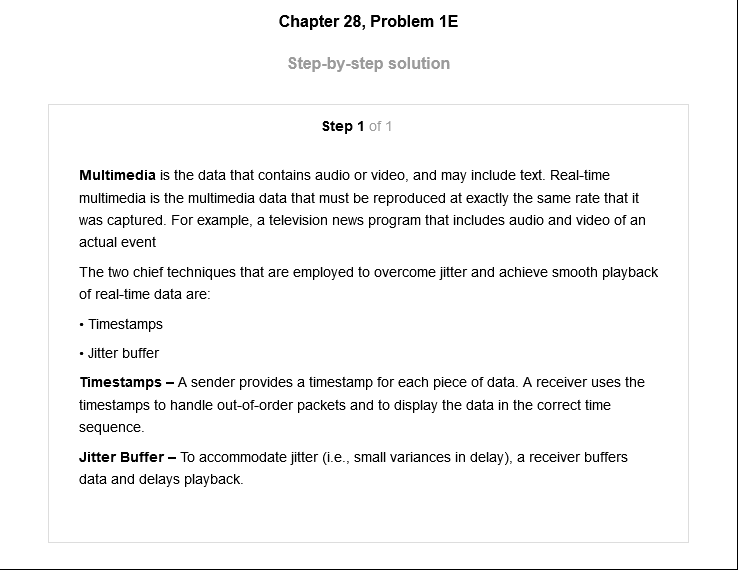 Chapter 28, Problem 1E
Step-by-step solution
Step 1 of 1
Multimedia is the data that contains audio or video, and may include text. Real-time
multimedia is the multimedia data that must be reproduced at exactly the same rate that it
was captured. For example, a television news program that includes audio and video of an
actual event
The two chief techniques that are employed to overcome jitter and achieve smooth playback
of real-time data are:
• Timestamps
• Jitter buffer
Timestamps – A sender provides a timestamp for each piece of data. A receiver uses the
timestamps to handle out-of-order packets and to display the data in the correct time
sequence.
Jitter Buffer – To accommodate jitter (i.e., small variances in delay), a receiver buffers
data and delays playback.